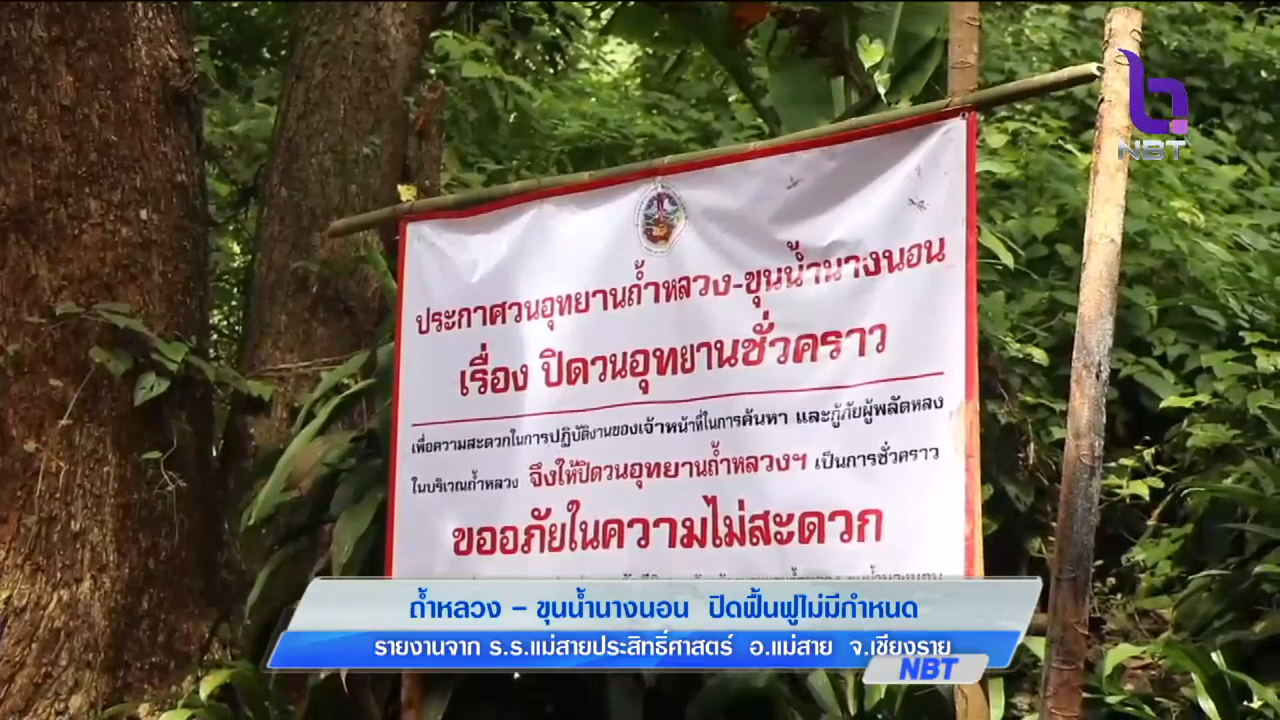 NBT
ประกาศวนอุทยานถ้ำหลวง-ขุนน้ำนางนอน
เรื่อง ปิดวนอุทยานชั่วคราว
เพื่อความสะดวกในการปฏิบัติงานของเจ้าหน้าที่ในการค้นหา และกู้ภัยผู้พลัดหลง
ในบริเวณถ้ำหลวง จึงให้ปิดวนอุทยานถ้ำหลวงฯ เป็นการชั่วคราว
ขออภัยในความไม่สะดวก
ถ้ำหลวง – ขุนน้ำนางนอน ปิดฟื้นฟูไม่มีกำหนด
รายงานจาก ร.ร.แม่สายประสิทธิ์ศาสตร์ อ.แม่สาย จ.เชียงราย
NBT